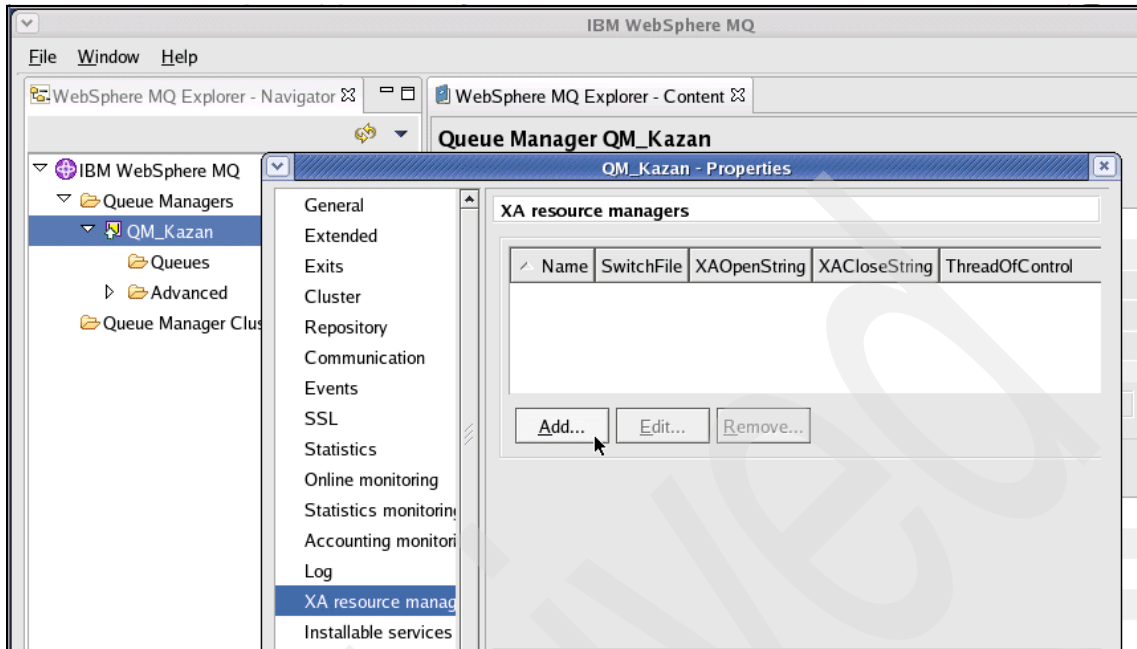 IBM WebSphere MQ
File Window Help
WebSphere MQ Explorer - Navigator
WebSphere MQ Explorer - Content
Queue Manager QM_Kazan
IBM WebSphere MQ
Queue Managers
QM_Kazan
Queues
Advanced
Queue Manager Clus
QM_Kazan - Properties
General
Extended
Exits
Cluster
Repository
Communication
Events
SSL
Statistics
Online monitoring
Statistics monitoring
Accounting monitori
Log
XA resource manag
Installable services
XA resource managers
Name SwitchFile XAOpenString XACloseString ThreadOfControl
Add... Edit... Remove...